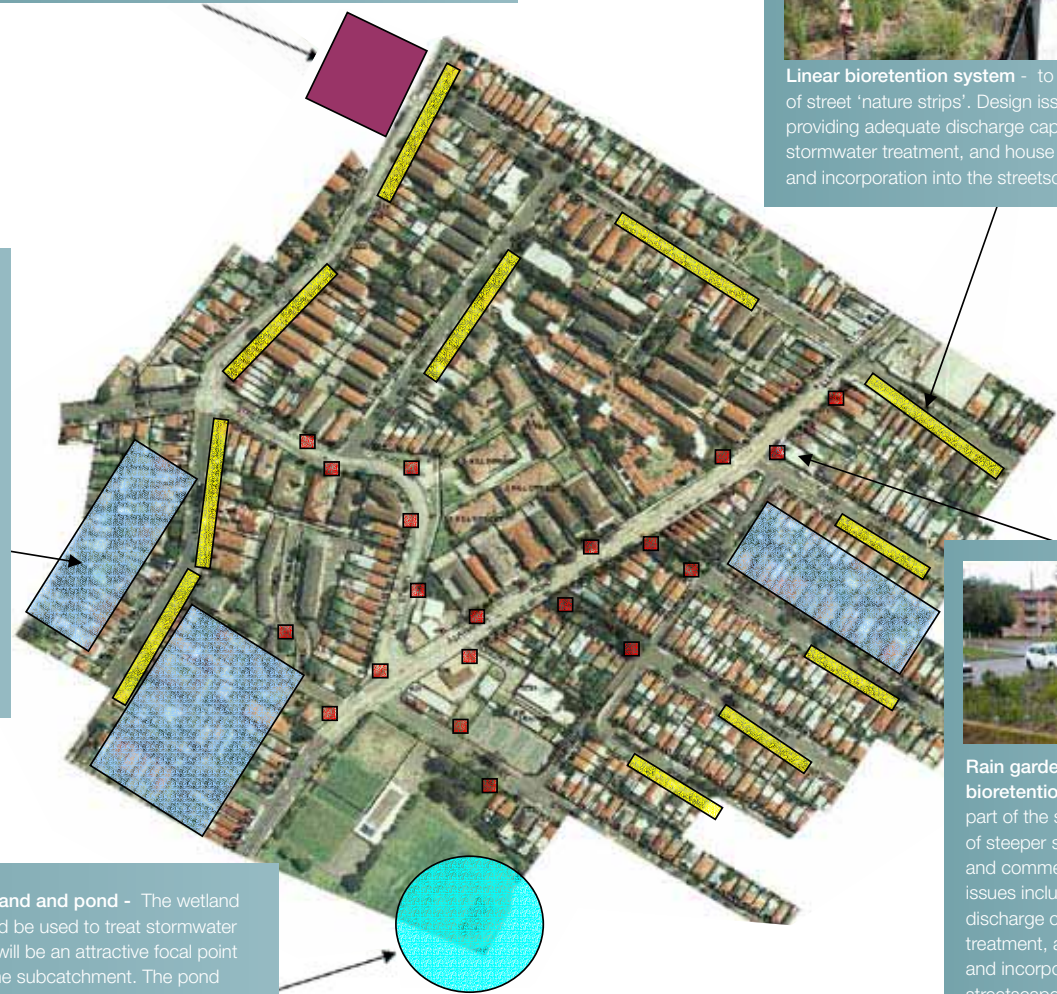 Linear bioretention system - to
of street 'nature strips'. Design iss
providing adequate discharge cap
stormwater treatment, and house
and incorporation into the streetsc
Rain garde
bioretentio
part of the s
of steeper s
and comme
issues inclu
discharge c
treatment, a
and incorpo
streetscape
and and pond - The wetland
d be used to treat stormwater
will be an attractive focal point
he subcatchment. The pond